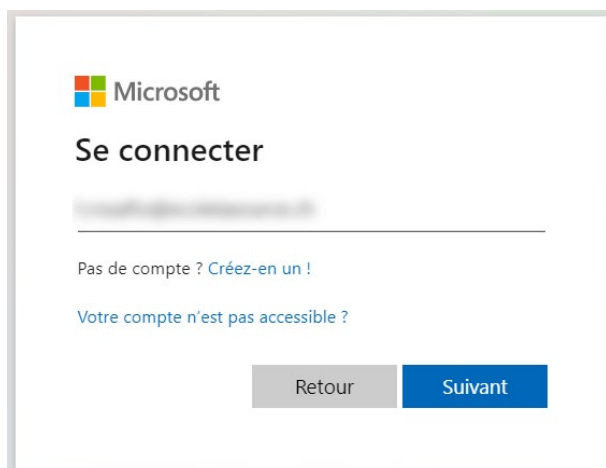 Microsoft
Se connecter
Pas de compte ? Créez-en un !
Votre compte n'est pas accessible ?
Retour
Suivant